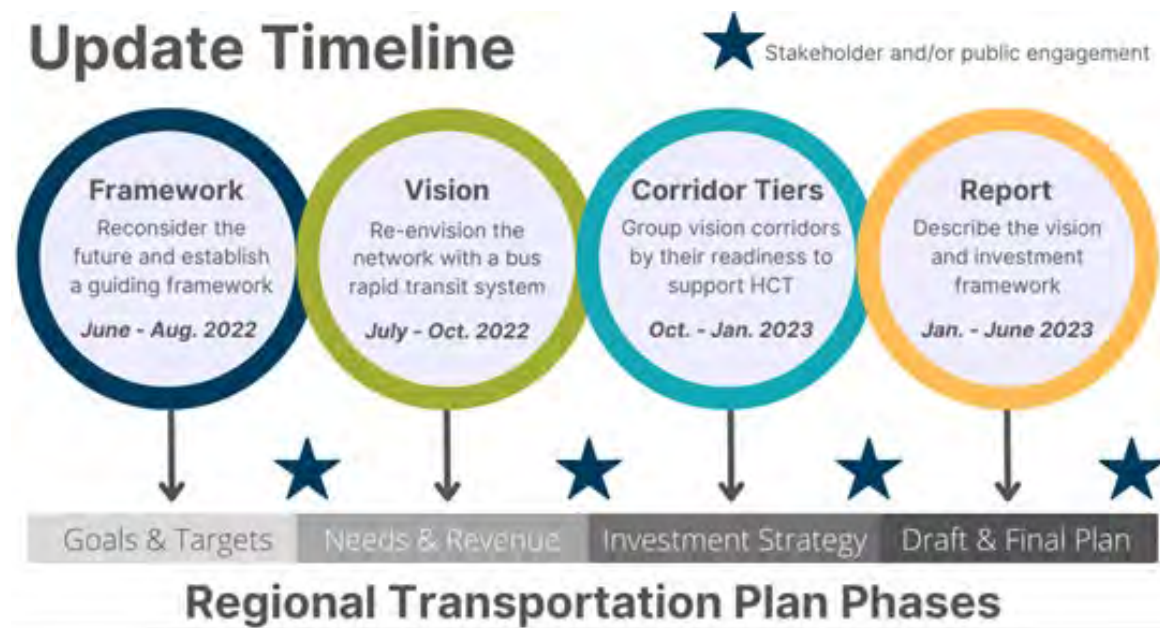 Update Timeline
Stakeholder and/or public engagement
Framework
Reconsider the
future and establish
a guiding framework
June - Aug. 2022
Vision
Re-envision the
network with a bus
rapid transit system
July - Oct. 2022
Corridor Tiers
Group vision corridors
by their readiness to
support HCT
Oct. - Jan. 2023
Report
Describe the vision
and investment
framework
Jan. - June 2023
Goals & Targets
Needs & Revenue
Investment Strategy
Draft & Final Plan
Regional Transportation Plan Phases